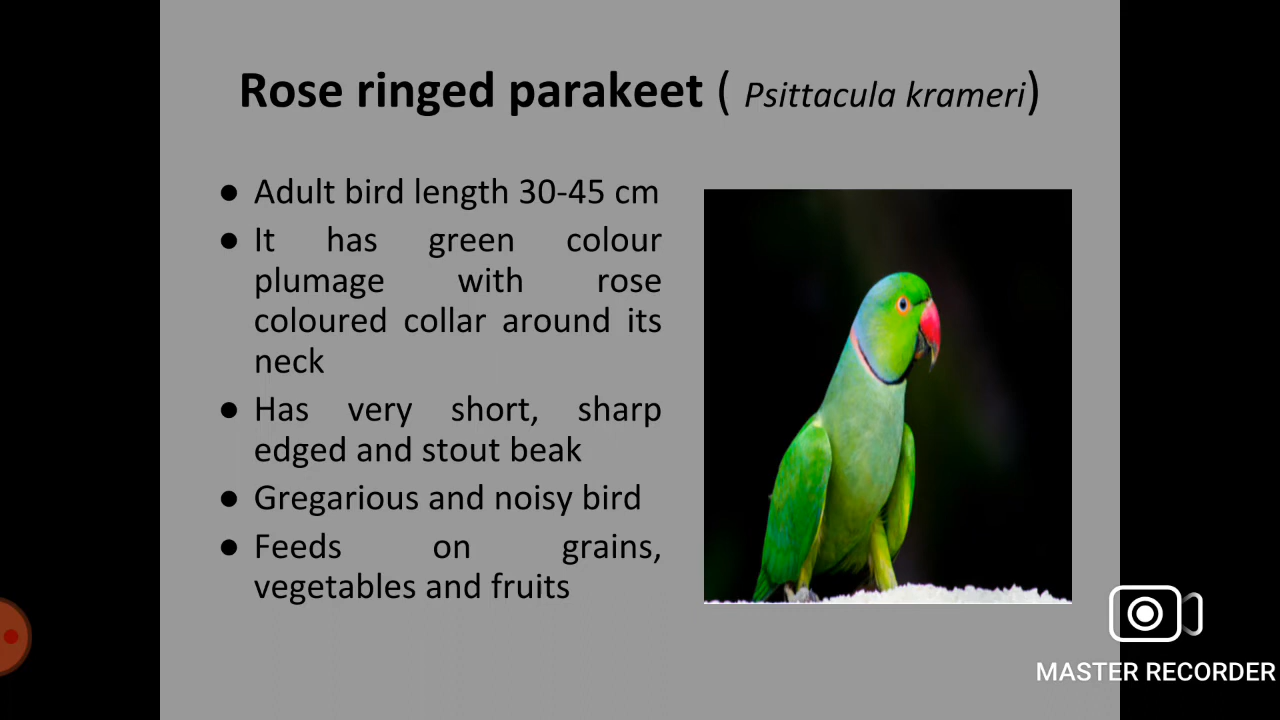 Rose ringed parakeet ( Psittacula krameri)
● Adult bird length 30-45 cm
● It has green colour
plumage with rose
coloured collar around its
neck
● Has very short, sharp
edged and stout beak
● Gregarious and noisy bird
● Feeds on grains,
vegetables and fruits
MASTER RECORDER